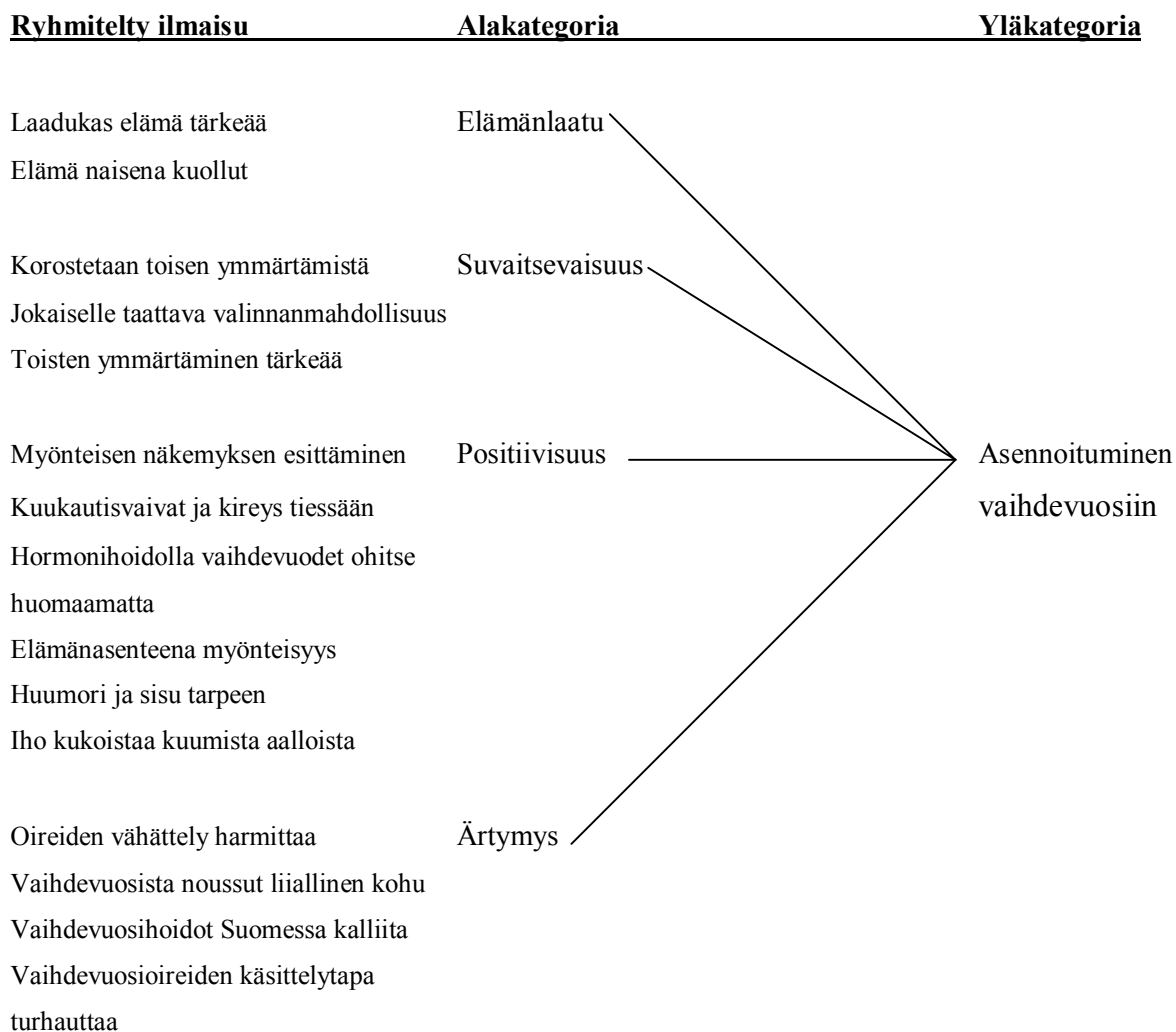 Ryhmitelty ilmaisu Alakategoria Yläkategoria
Laadukas elämä tärkeää Elämänlaatu
Elämä naisena kuollut
Korostetaan toisen ymmärtämistä Suvaitsevaisuus
Jokaiselle taattava valinnanmahdollisuus
Toisten ymmärtäminen tärkeää
Myönteisen näkemyksen esittäminen Positiivisuus Asennoituminen
Kuukautisvaivat ja kireys tiessään vaihdevuosiin
Hormonihoidolla vaihdevuodet ohitse
huomaamatta
Elämänasenteena myönteisyys
Huumori ja sisu tarpeen
Iho kukoistaa kuumista aalloista
Oireiden vähättely harmittaa Ärtymys
Vaihdevuosista noussut liiallinen kohu
Vaihdevuosihoidot Suomessa kalliita
Vaihdevuosioireiden käsittelytapa
turhauttaa